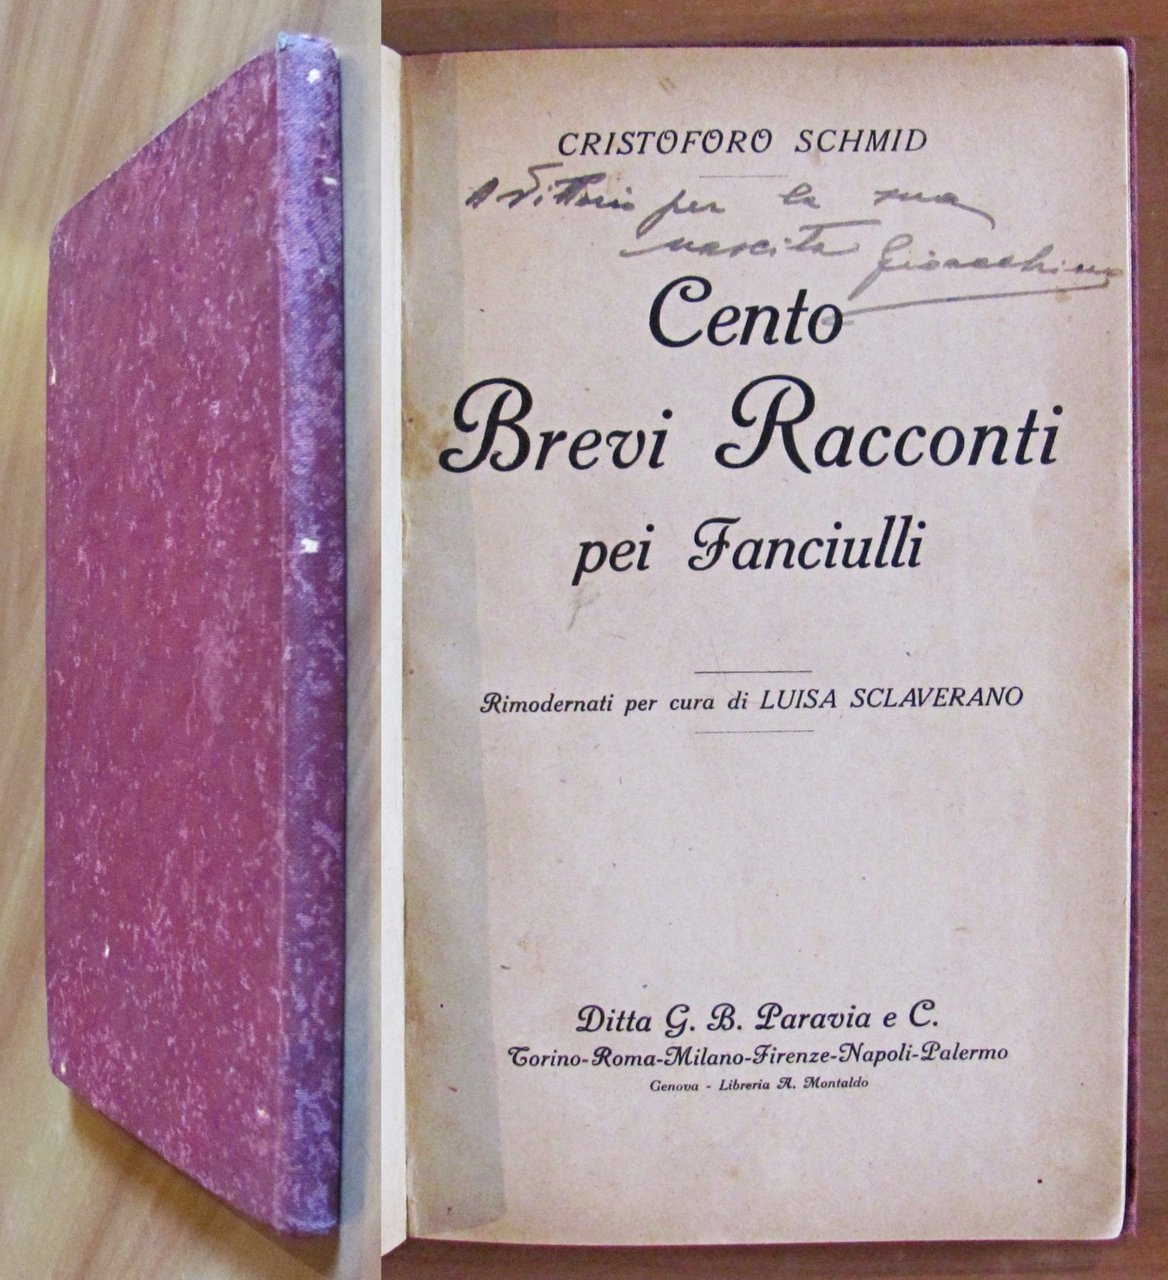 CRISTOFORO SCHMID
A Vittorio per la sua
nascita Gioacchino
Cento
Brevi Racconti
pei Fanciulli
Rimodernati per cura di LUISA SCLAVERANO
Ditta G. B. Paravia e C.
Torino-Roma-Milano-Firenze-Napoli-Palermo
Genova - Libreria A. Montaldo